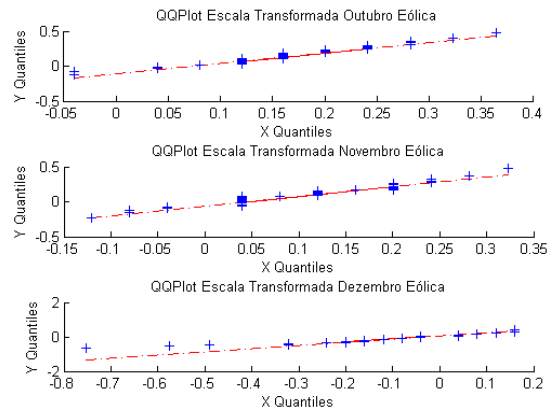 QQPlot Escala Transformada Outubro Eólica
0.5
0
-0.5
Y Quantiles
-0.05 0 0.05 0.1 0.15 0.2 0.25 0.3 0.35 0.4
X Quantiles
QQPlot Escala Transformada Novembro Eólica
0.5
0
-0.5
Y Quantiles
-0.15 -0.1 -0.05 0 0.05 0.1 0.15 0.2 0.25 0.3 0.35
X Quantiles
QQPlot Escala Transformada Dezembro Eólica
2
0
-2
Y Quantiles
-0.8 -0.7 -0.6 -0.5 -0.4 -0.3 -0.2 -0.1 0 0.1 0.2
X Quantiles